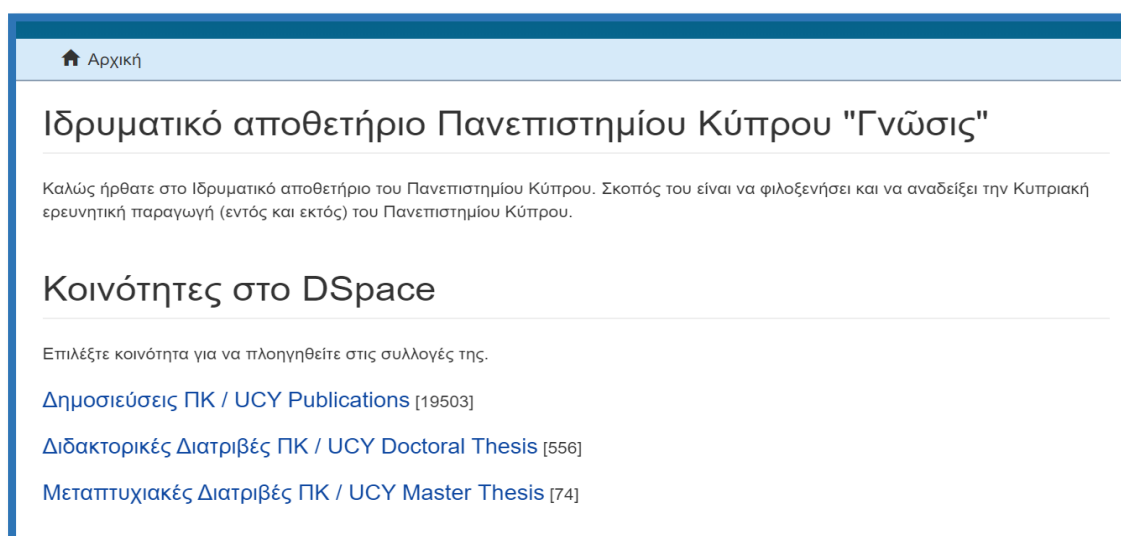 Αρχική
Ιδρυματικό αποθετήριο Πανεπιστημίου Κύπρου "Γνῶσις"
Καλώς ήρθατε στο Ιδρυματικό αποθετήριο του Πανεπιστημίου Κύπρου. Σκοπός του είναι να φιλοξενήσει και να αναδείξει την Κυπριακή
ερευνητική παραγωγή (εντός και εκτός) του Πανεπιστημίου Κύπρου.
Κοινότητες στο DSpace
Επιλέξτε κοινότητα για να πλοηγηθείτε στις συλλογές της.
Δημοσιεύσεις ΠΚ / UCY Publications [19503]
Διδακτορικές Διατριβές ΠΚ / UCY Doctoral Thesis [556]
Μεταπτυχιακές Διατριβές ΠΚ / UCY Master Thesis [74]